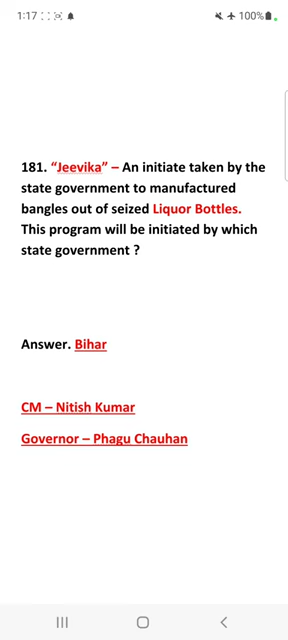 1:17
100%
181. “Jeevika” – An initiate taken by the
state government to manufactured
bangles out of seized Liquor Bottles.
This program will be initiated by which
state government ?
Answer. Bihar
CM – Nitish Kumar
Governor – Phagu Chauhan